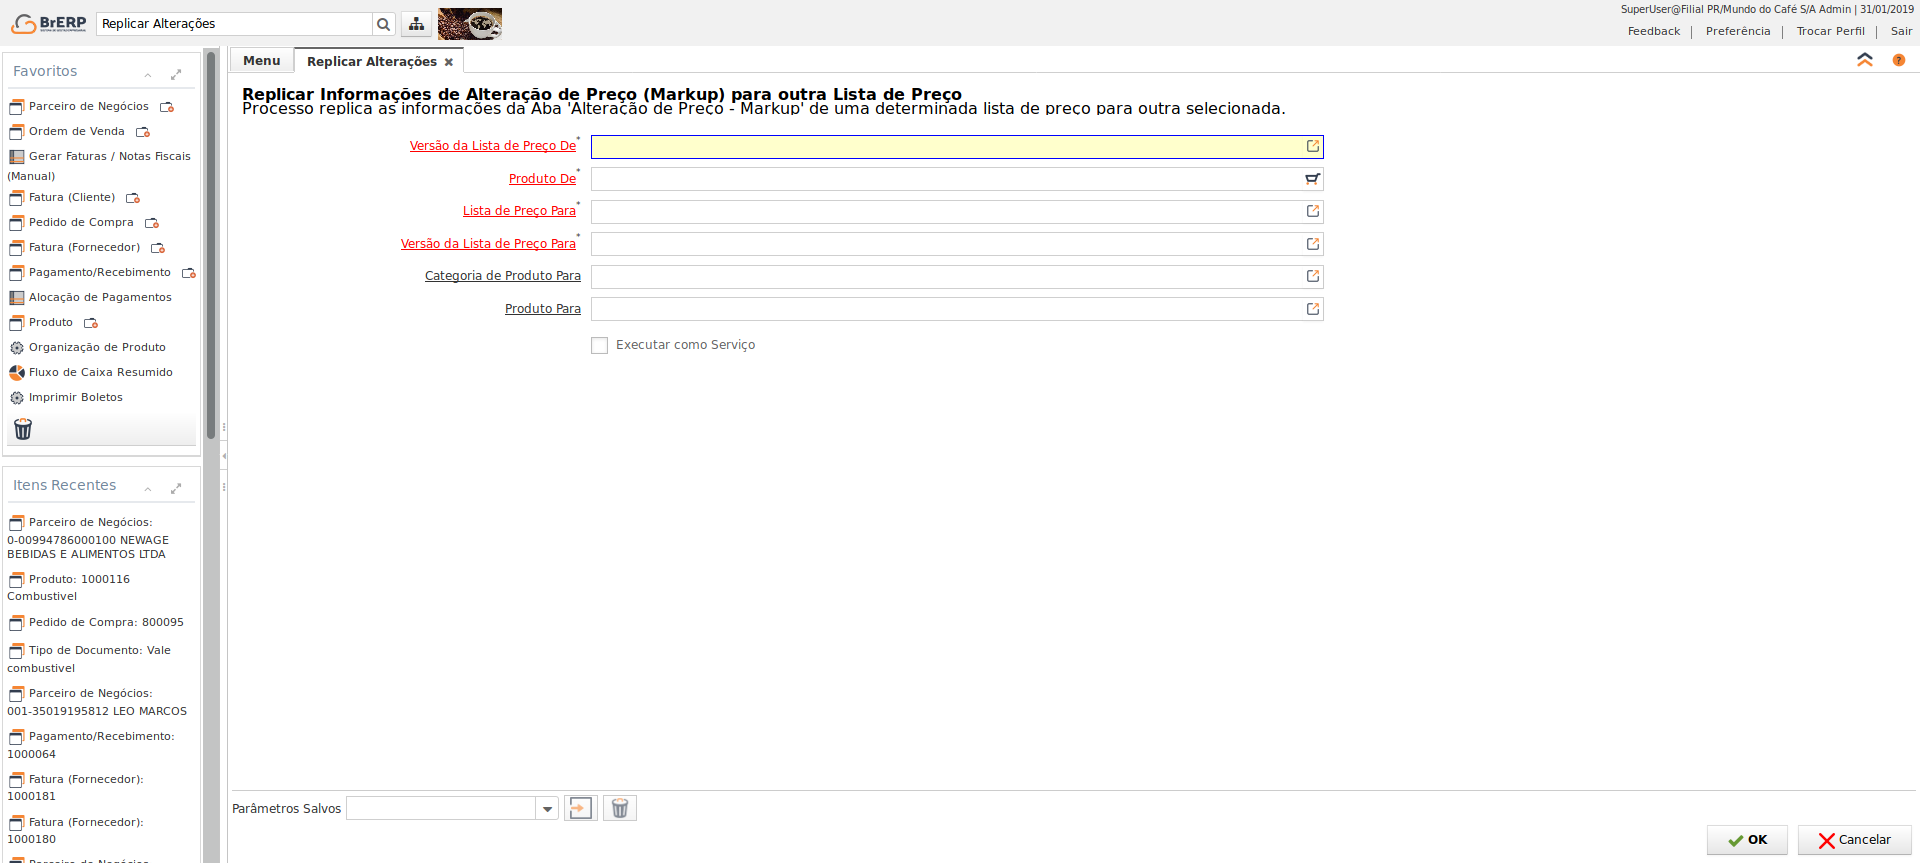 BrERP
Replicar Alterações
SuperUser@Filial PR/Mundo do Café S/A Admin | 31/01/2019
Feedback | Preferência | Trocar Perfil | Sair
Favoritos
Parceiro de Negócios
Ordem de Venda
Gerar Faturas / Notas Fiscais
(Manual)
Fatura (Cliente)
Pedido de Compra
Fatura (Fornecedor)
Pagamento/Recebimento
Alocação de Pagamentos
Produto
Organização de Produto
Fluxo de Caixa Resumido
Imprimir Boletos
Itens Recentes
Parceiro de Negócios:
0-00994786000100 NEWAGE
BEBIDAS E ALIMENTOS LTDA
Produto: 1000116
Combustivel
Pedido de Compra: 800095
Tipo de Documento: Vale
combustivel
Parceiro de Negócios:
001-35019195812 LEO MARCOS
Pagamento/Recebimento:
1000064
Fatura (Fornecedor):
1000181
Fatura (Fornecedor):
1000180
Parceiro de Negócios
Menu
Replicar Alterações
Replicar Informações de Alteração de Preço (Markup) para outra Lista de Preço
Processo replica as informações da Aba 'Alteração de Preço - Markup' de uma determinada lista de preço para outra selecionada.
Versão da Lista de Preço De*
Produto De*
Lista de Preço Para*
Versão da Lista de Preço Para*
Categoria de Produto Para
Produto Para
Executar como Serviço
Parâmetros Salvos
OK
Cancelar